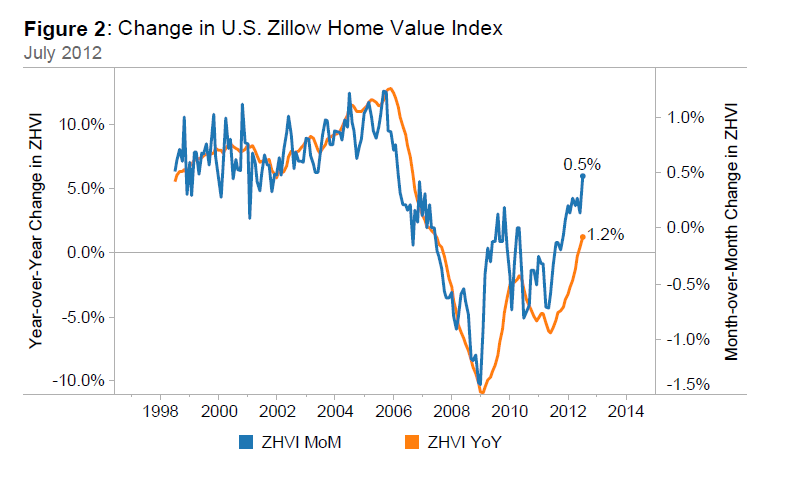 Figure 2: Change in U.S. Zillow Home Value Index
July 2012
Year-over-Year Change in ZHVI
10.0%
5.0%
0.0%
-5.0%
-10.0%
0.5%
1.2%
1.0%
0.5%
0.0%
-0.5%
-1.0%
-1.5%
Month-over-Month Change in ZHVI
1998 2000 2002 2004 2006 2008 2010 2012 2014
ZHVI MoM ZHVI YoY